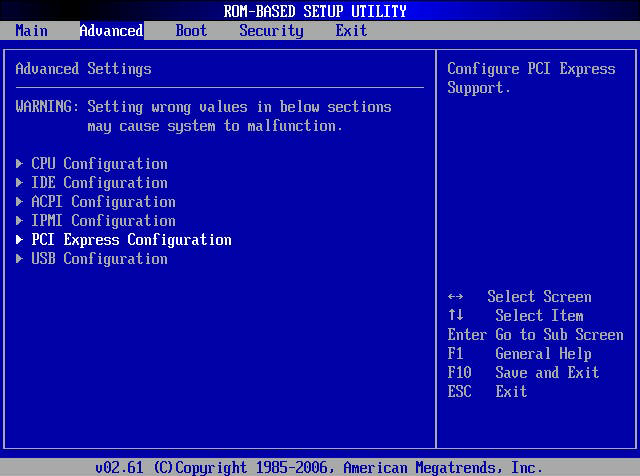 ROM-BASED SETUP UTILITY
Main Advanced Boot Security Exit
Advanced Settings
WARNING: Setting wrong values in below sections
may cause system to malfunction.
CPU Configuration
IDE Configuration
ACPI Configuration
IPMI Configuration
PCI Express Configuration
USB Configuration
Configure PCI Express
Support.
↔ Select Screen
↑↓ Select Item
Enter Go to Sub Screen
F1 General Help
F10 Save and Exit
ESC Exit
v02.61 (C)Copyright 1985-2006, American Megatrends, Inc.